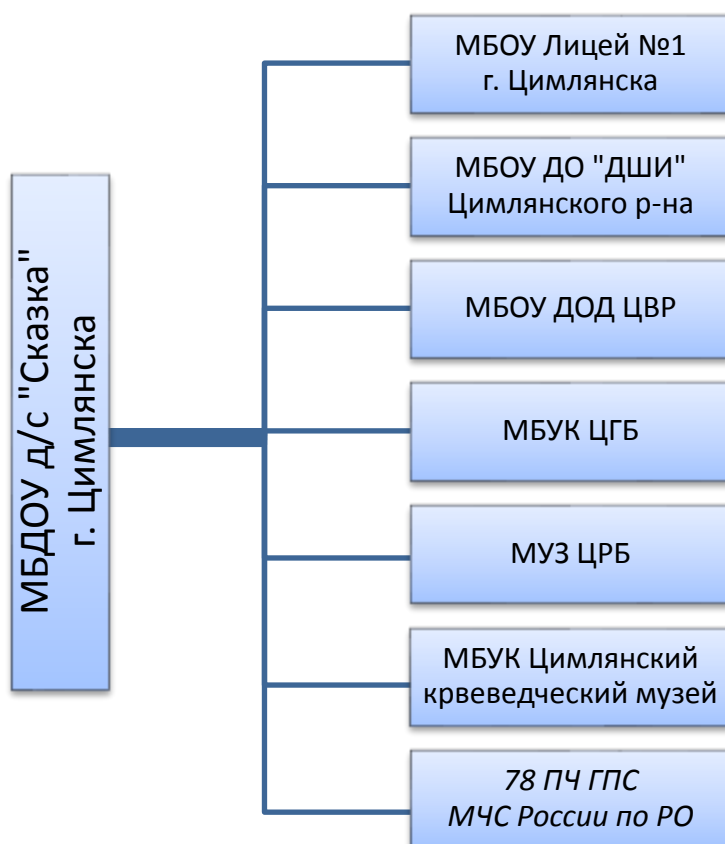 МБДОУ д/с "Сказка"
г. Цимлянска
МБОУ Лицей №1
г. Цимлянска
МБОУ ДО "ДШИ"
Цимлянского р-на
МБОУ ДОД ЦВР
МБУК ЦГБ
МУЗ ЦРБ
МБУК Цимлянский
крвеведческий музей
78 ПЧ ГПС
МЧС России по РО